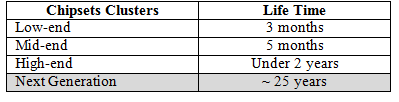 Chipsets Clusters Life Time
Low-end 3 months
Mid-end 5 months
High-end Under 2 years
Next Generation ~ 25 years